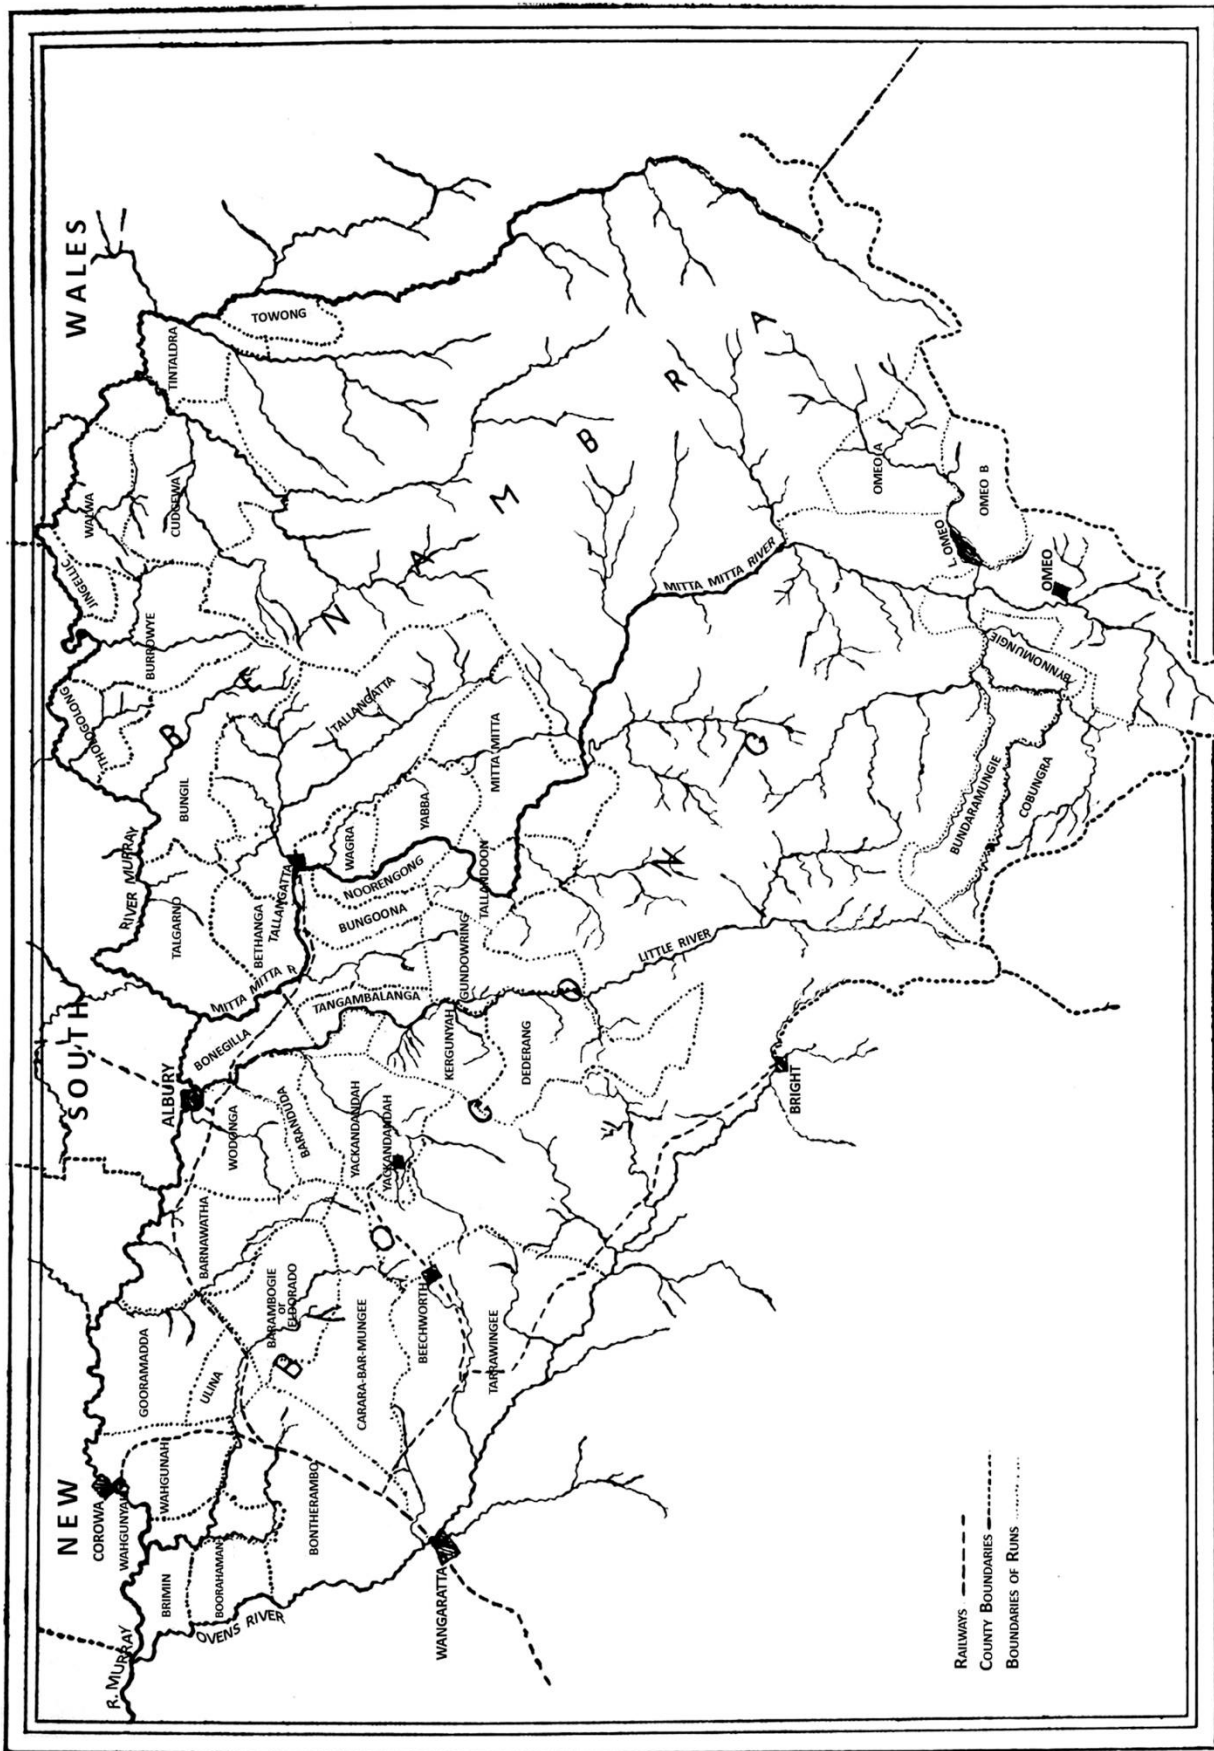 NEW SOUTH WALES
R. MURRAY
COROWA
WAHGUNYAH
ALBURY
RIVER MURRAY
THOLOGOLONG
JINGELLIC
WALWA
BRIMIN
WAHGUNAH
GOORAMADDA
BARNAWATHA
BONEGILLA
TALGARNO
BUNGIL
BURROWYE
CUDGEWA
TINTALDRA
TOWONG
BOORAHAMAN
ULINA
WODONGA
MITTA MITTA R
BETHANGA
TALLANGATTA
OVENS RIVER
BARAMBOGIE
or
ELDORADO
BARANDUDA
BONTHERAMBO
CARARA-BAR-MUNGEE
YACKANDANDAH
YACKANDANDAH
TANGAMBALANGA
BUNGOONA
NOORENGONG
WAGRA
TALLANGATTA
YABBA
MITTA MITTA
BEECHWORTH
KERGUNYAH
GUNDOWRING
TALLANDOON
WANGARATTA
TARRAWINGEE
DEDERANG
LITTLE RIVER
MITTA MITTA RIVER
BOGONG
BENAMBRA
BRIGHT
OMEO A
L. OMEO
OMEO B
OMEO
BUNDARAMUNGIE
COBUNGRA
BYNNOMUNGIE
RAILWAYS
COUNTY BOUNDARIES
BOUNDARIES OF RUNS